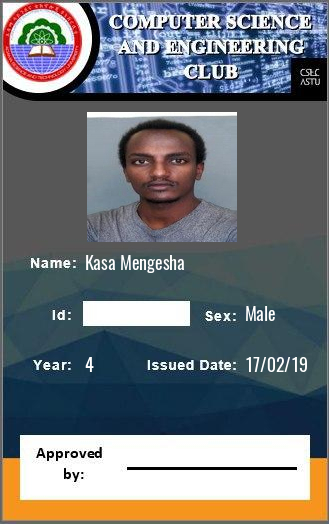 COMPUTER SCIENCE
AND ENGINEERING
CLUB
CSEC
ASTU
Name: Kasa Mengesha
Id:
Sex: Male
Year: 4
Issued Date: 17/02/19
Approved
by: